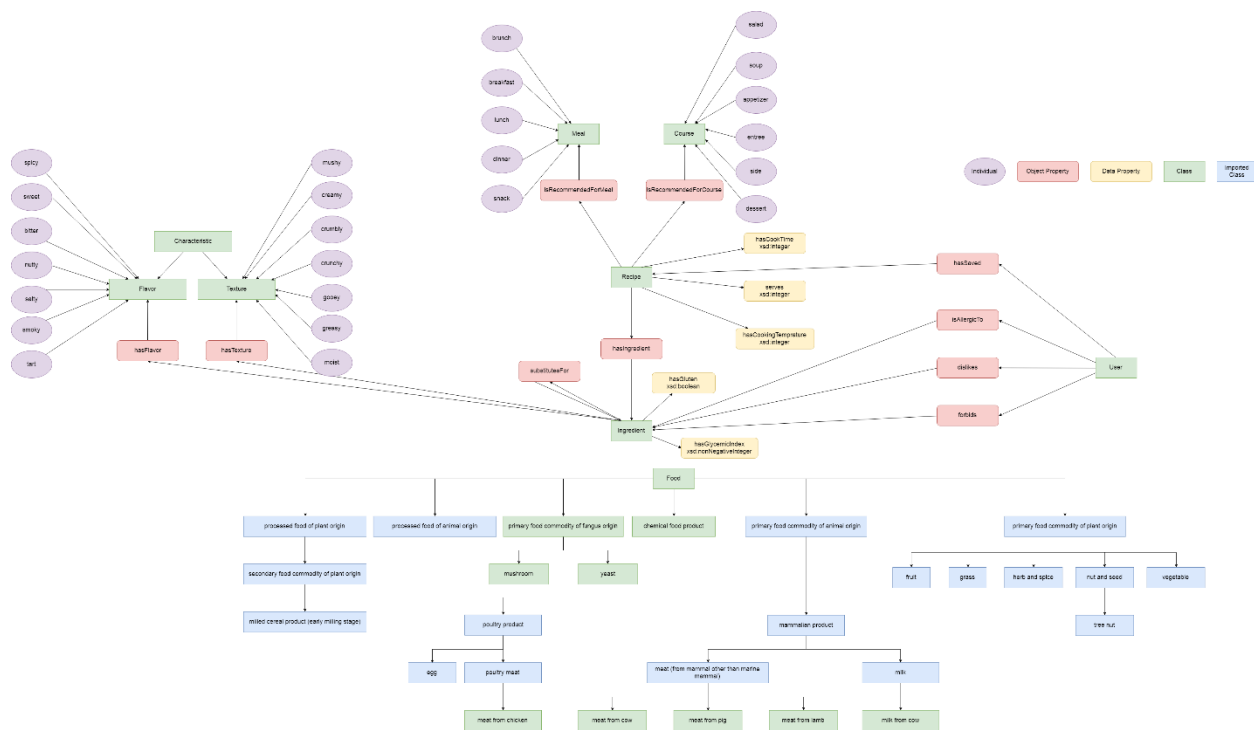 brunch
breakfast
lunch
dinner
snack
Meal
isRecommendedForMeal
salad
soup
appetizer
entree
side
dessert
Course
isRecommendedForCourse
Individual
Object Property
Data Property
Class
Imported
Class
spicy
sweet
bitter
nutty
salty
smoky
tart
Characteristic
Flavor
Texture
hasFlavor
hasTexture
mushy
creamy
crumbly
crunchy
gooey
greasy
moist
Recipe
hasCookTime
xsd:integer
serves
xsd:integer
hasCookingTemprature
xsd:integer
hasSaved
isAllergicTo
dislikes
forbids
User
hasIngredient
substitutesFor
hasGluten
xsd:boolean
Ingredient
hasGlycemicIndex
xsd:nonNegativeInteger
Food
processed food of plant origin
processed food of animal origin
primary food commodity of fungus origin
chemical food product
primary food commodity of animal origin
primary food commodity of plant origin
secondary food commodity of plant origin
mushroom
yeast
fruit
grass
herb and spice
nut and seed
vegetable
milled cereal product (early milling stage)
poultry product
mammalian product
tree nut
egg
poultry meat
meat (from mammal other than marine
mammal)
milk
meat from chicken
meat from cow
meat from pig
meat from lamb
milk from cow